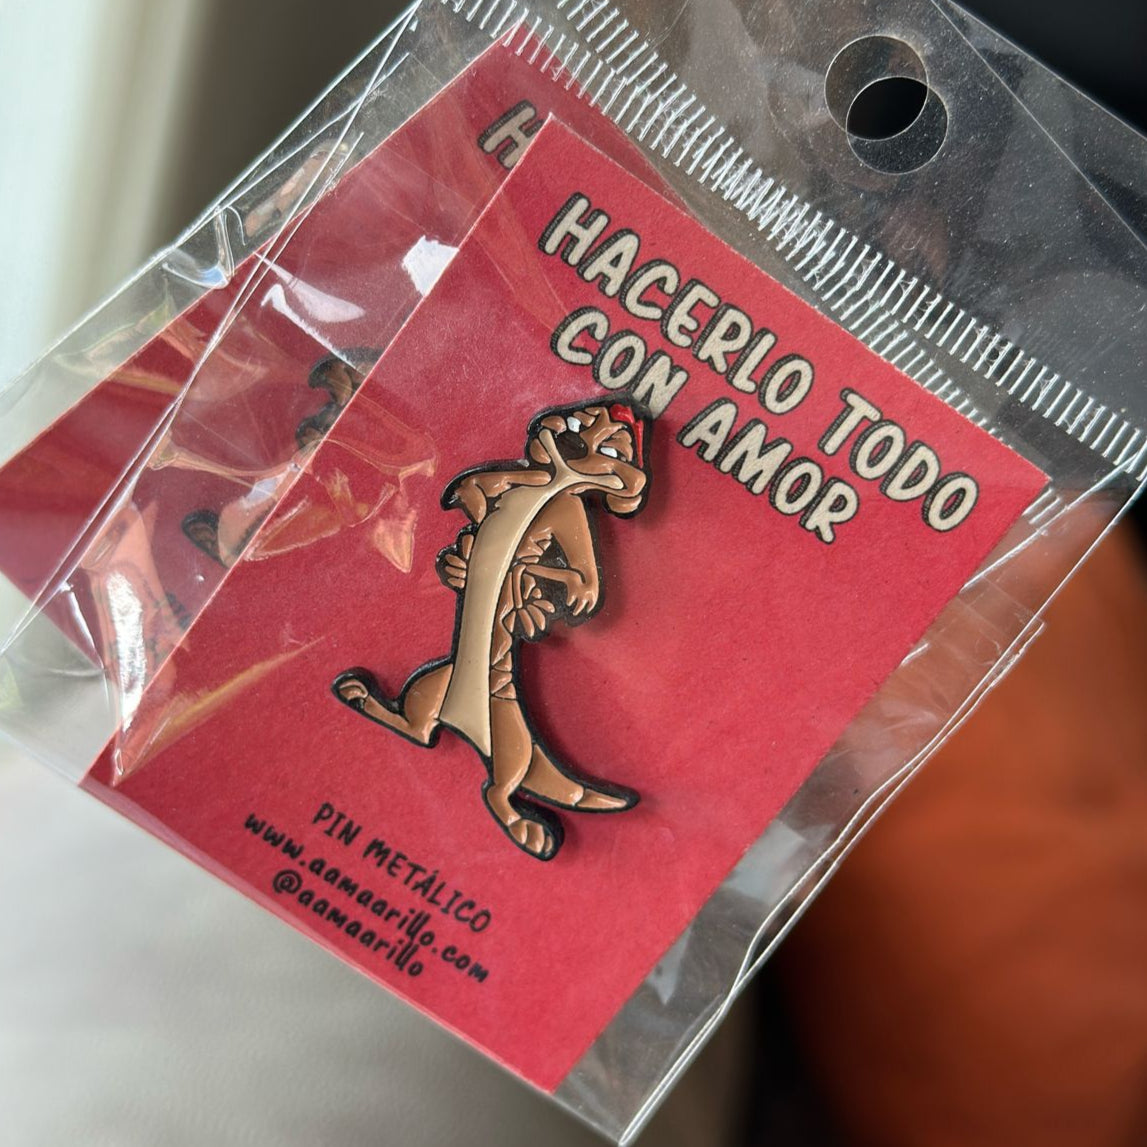 HACERLO TODO
CON AMOR
PIN METÁLICO
www.aamaarillo.com
@aamaarillo
H